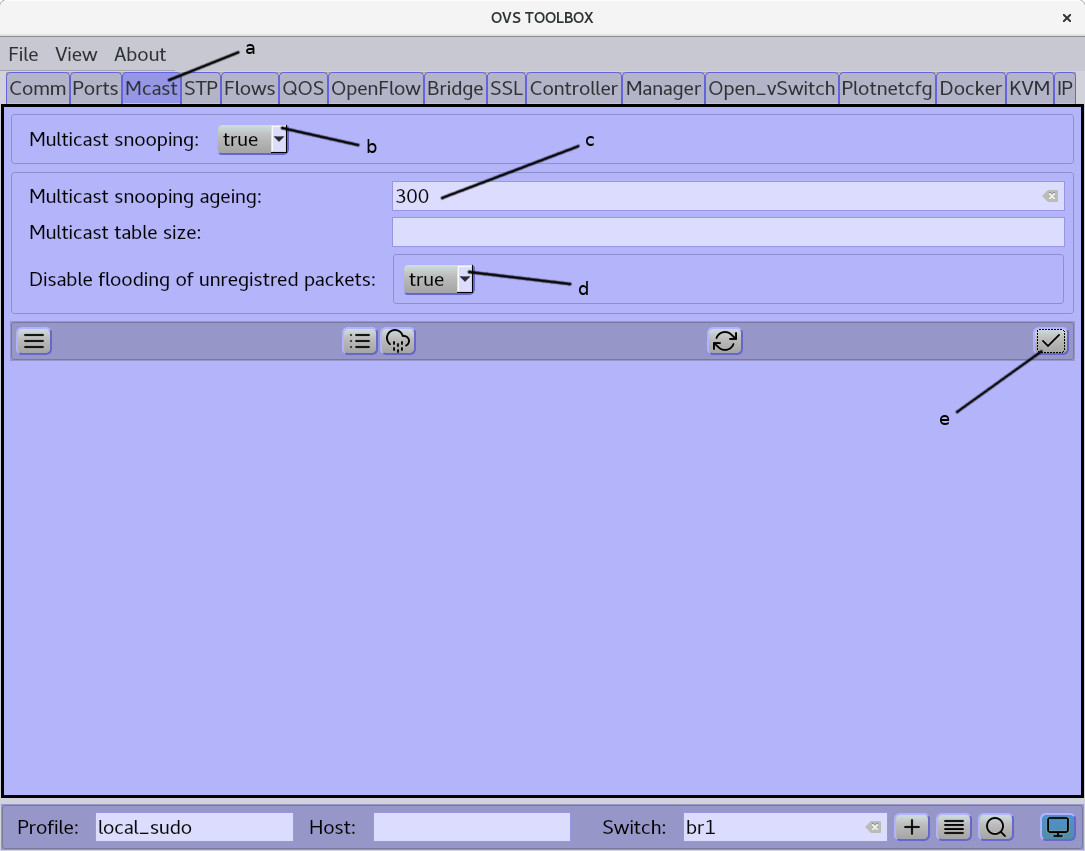 OVS TOOLBOX ×
File View About a
Comm Ports Mcast STP Flows QOS OpenFlow Bridge SSL Controller Manager Open_vSwitch Plotnetcfg Docker KVM IP
Multicast snooping: true b c
Multicast snooping ageing: 300
Multicast table size:
Disable flooding of unregistred packets: true d
e
Profile: local_sudo Host: Switch: br1